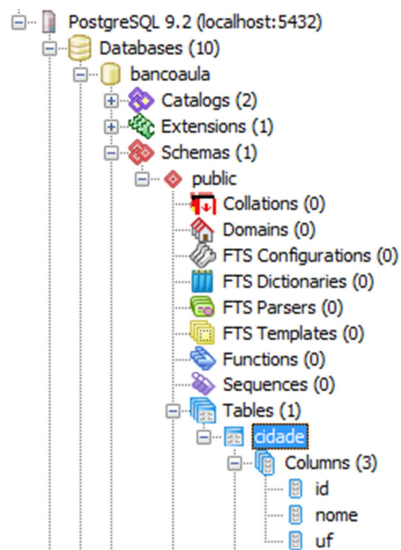 PostgreSQL 9.2 (localhost:5432)
Databases (10)
bancoaula
Catalogs (2)
Extensions (1)
Schemas (1)
public
Collations (0)
Domains (0)
FTS Configurations (0)
FTS Dictionaries (0)
FTS Parsers (0)
FTS Templates (0)
Functions (0)
Sequences (0)
Tables (1)
cidade
Columns (3)
id
nome
uf